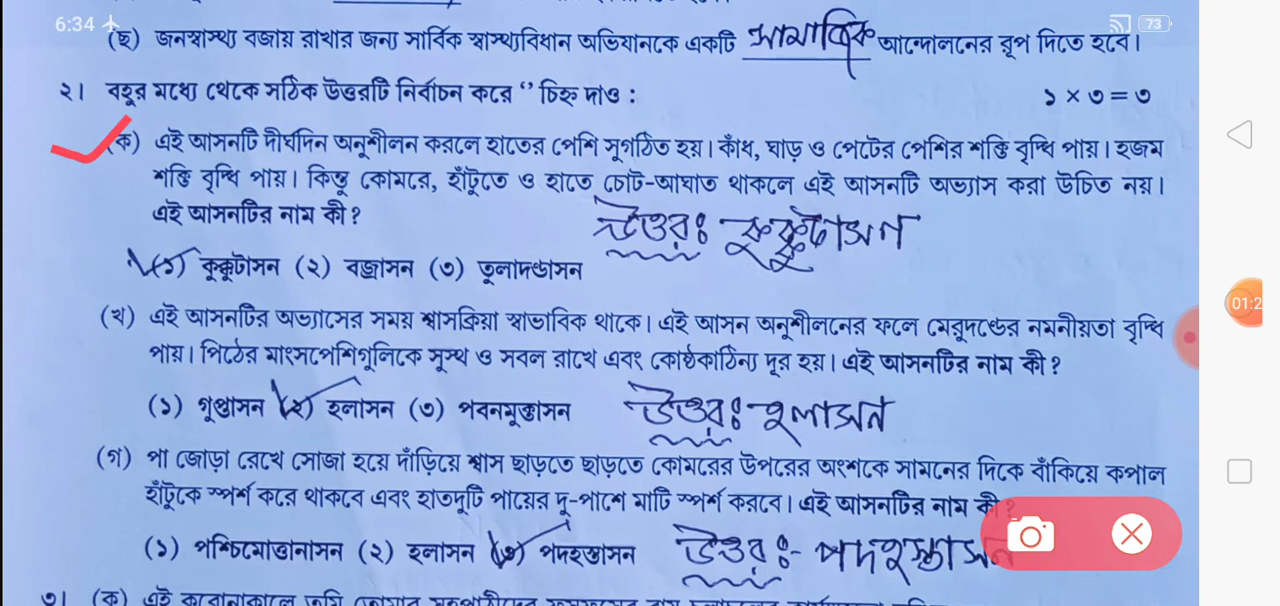 6:34
73
(ছ) জনস্বাস্থ্য বজায় রাখার জন্য সার্বিক স্বাস্থ্যবিধান অভিযানকে একটি সামাজিক আন্দোলনের রূপ দিতে হবে।
২। বহুর মধ্যে থেকে সঠিক উত্তরটি নির্বাচন করে '' চিহ্ন দাও : ১ × ৩ = ৩
(ক) এই আসনটি দীর্ঘদিন অনুশীলন করলে হাতের পেশি সুগঠিত হয়। কাঁধ, ঘাড় ও পেটের পেশির শক্তি বৃদ্ধি পায়। হজম
শক্তি বৃদ্ধি পায়। কিন্তু কোমরে, হাঁটুতে ও হাতে চোট-আঘাত থাকলে এই আসনটি অভ্যাস করা উচিত নয়।
এই আসনটির নাম কী? উত্তর: কুক্কুটাসন
(১) কুক্কুটাসন (২) বজ্রাসন (৩) তুলাদণ্ডাসন
01:2
(খ) এই আসনটির অভ্যাসের সময় শ্বাসক্রিয়া স্বাভাবিক থাকে। এই আসন অনুশীলনের ফলে মেরুদণ্ডের নমনীয়তা বৃদ্ধি
পায়। পিঠের মাংসপেশিগুলিকে সুস্থ ও সবল রাখে এবং কোষ্ঠকাঠিন্য দূর হয়। এই আসনটির নাম কী?
(১) গুপ্তাসন (২) হলাসন (৩) পবনমুক্তাসন উত্তর: হলাসন
(গ) পা জোড়া রেখে সোজা হয়ে দাঁড়িয়ে শ্বাস ছাড়তে ছাড়তে কোমরের উপরের অংশকে সামনের দিকে বাঁকিয়ে কপাল
হাঁটুকে স্পর্শ করে থাকবে এবং হাতদুটি পায়ের দু-পাশে মাটি স্পর্শ করবে। এই আসনটির নাম কী?
(১) পশ্চিমোত্তানাসন (২) হলাসন (৩) পদহস্তাসন উত্তর:- পদহস্তাসন
৩। (ক) এই করোনাকালে তুমি তোমার